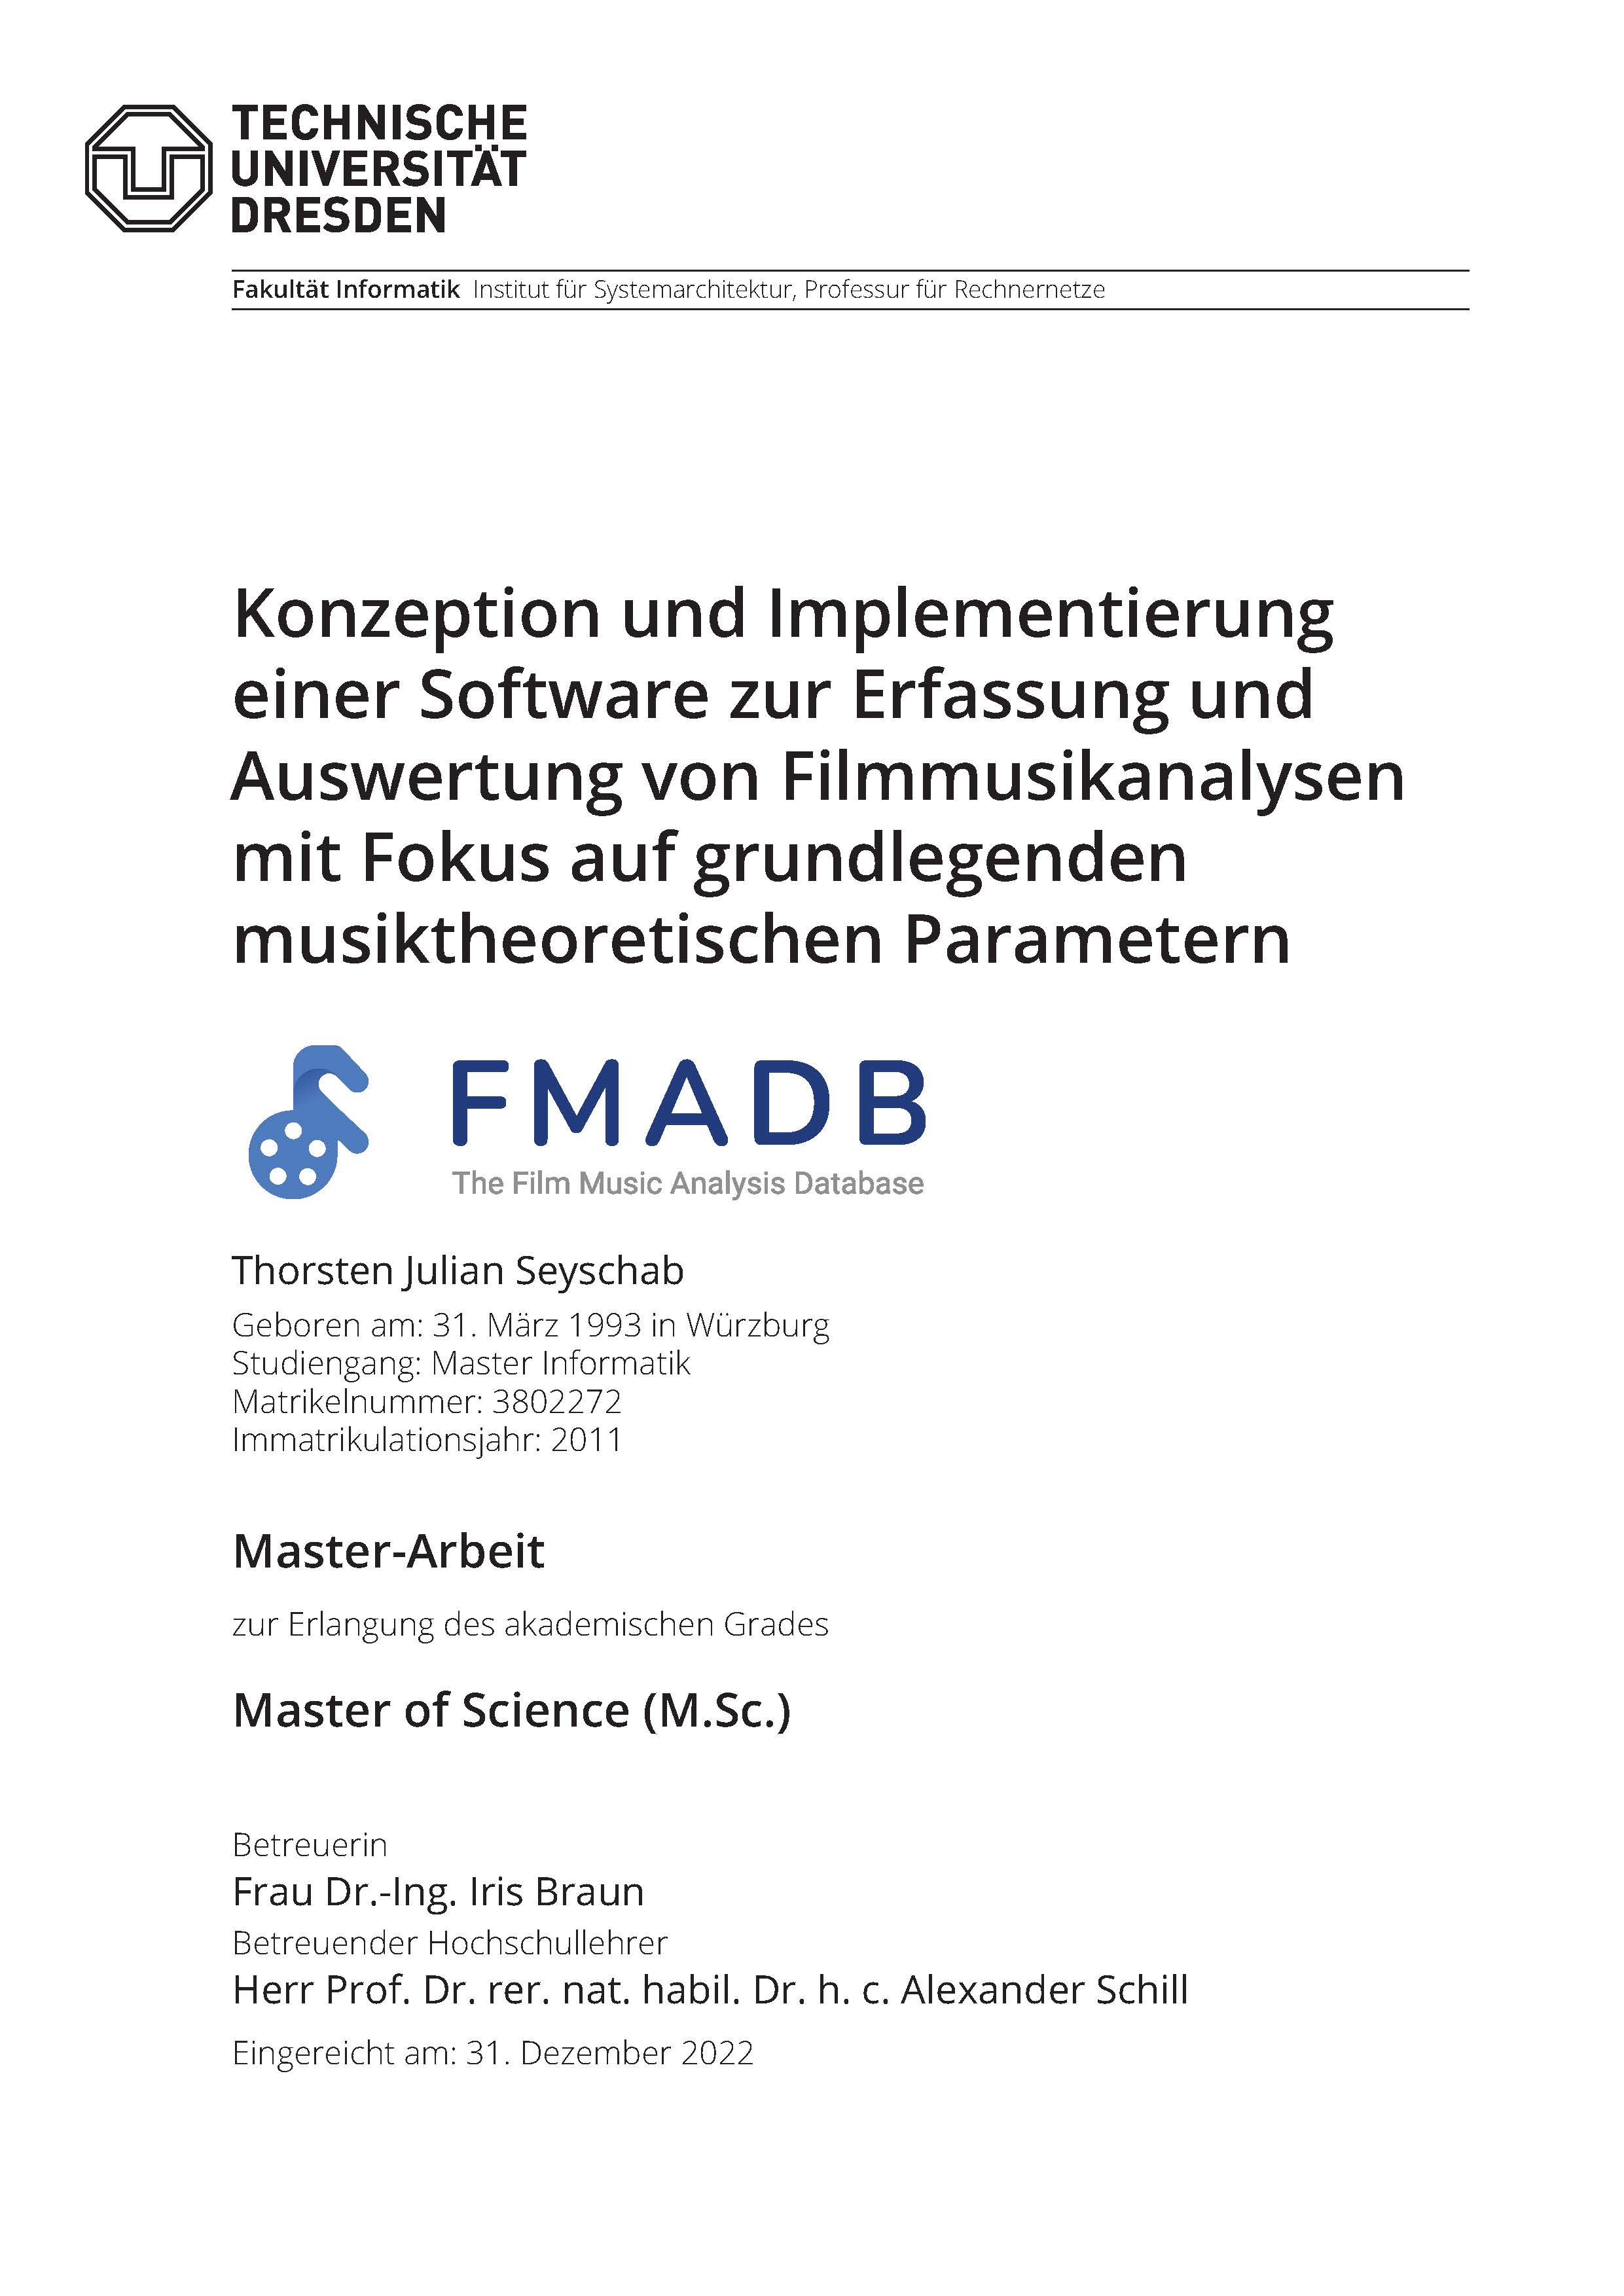 TECHNISCHE
UNIVERSITÄT
DRESDEN
Fakultät Informatik Institut für Systemarchitektur, Professur für Rechnernetze
Konzeption und Implementierung
einer Software zur Erfassung und
Auswertung von Filmmusikanalysen
mit Fokus auf grundlegenden
musiktheoretischen Parametern
FMADB
The Film Music Analysis Database
Thorsten Julian Seyschab
Geboren am: 31. März 1993 in Würzburg
Studiengang: Master Informatik
Matrikelnummer: 3802272
Immatrikulationsjahr: 2011
Master-Arbeit
zur Erlangung des akademischen Grades
Master of Science (M.Sc.)
Betreuerin
Frau Dr.-Ing. Iris Braun
Betreuender Hochschullehrer
Herr Prof. Dr. rer. nat. habil. Dr. h. c. Alexander Schill
Eingereicht am: 31. Dezember 2022